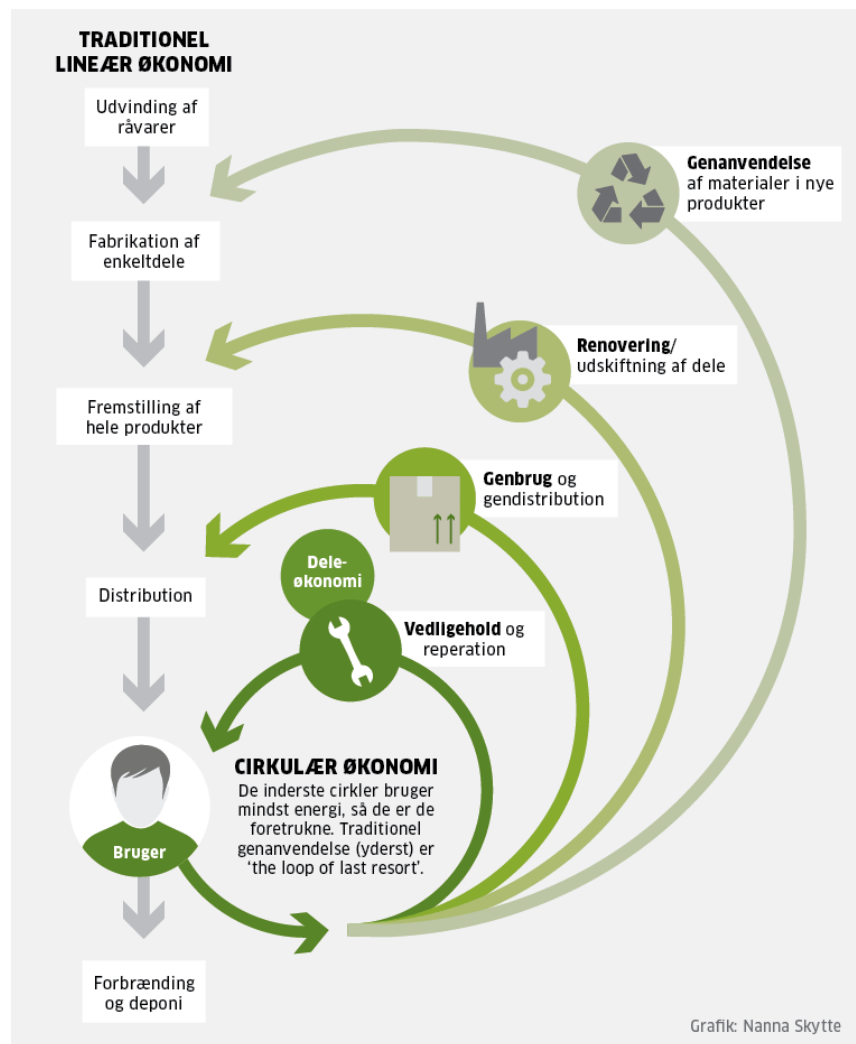 TRADITIONEL
LINEÆR ØKONOMI
Udvinding af
råvarer
Genanvendelse
af materialer i nye
produkter
Fabrikation af
enkeltdele
Renovering/
udskiftning af dele
Fremstilling af
hele produkter
Genbrug og
gendistribution
Dele-
økonomi
Distribution
Vedligehold og
reperation
CIRKULÆR ØKONOMI
De inderste cirkler bruger
mindst energi, så de er de
foretrukne. Traditionel
genanvendelse (yderst) er
‘the loop of last resort’.
Bruger
Forbrænding
og deponi
Grafik: Nanna Skytte